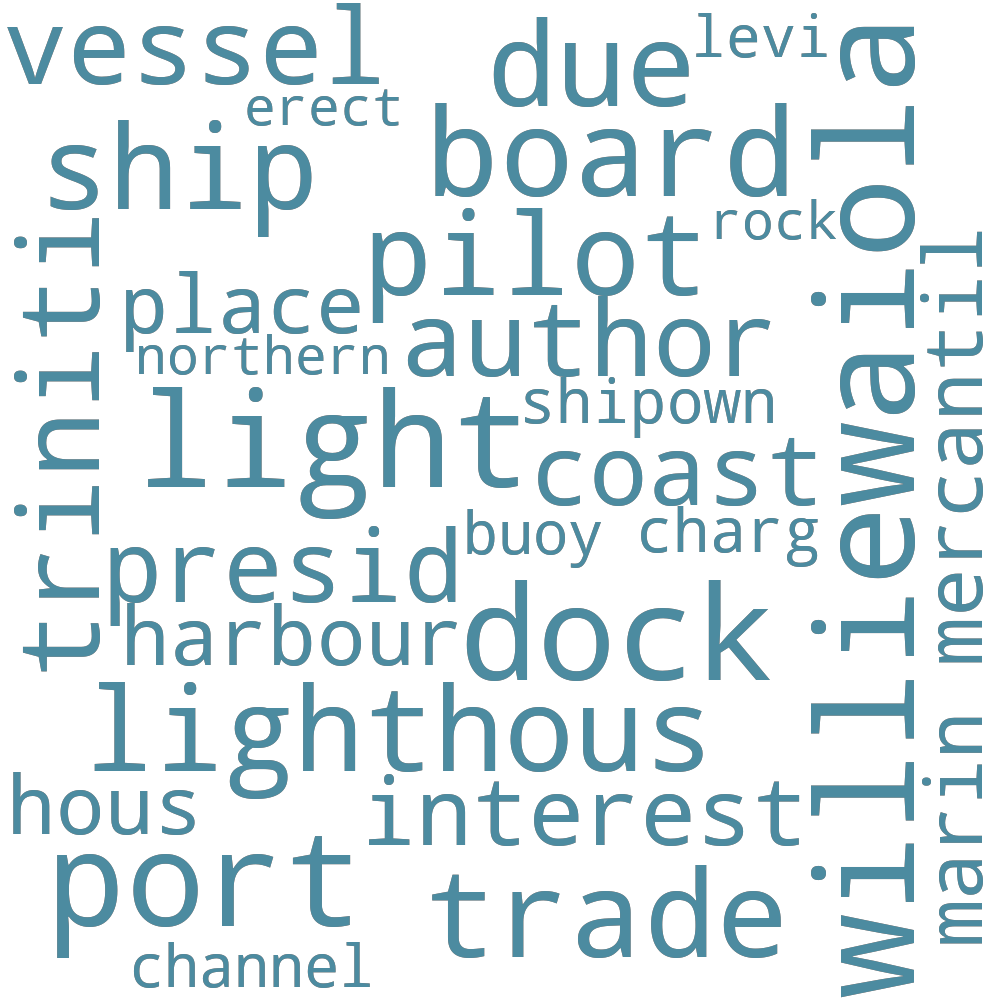 vessel
due
levi
erect
ship
board
pilot
rock
place
northern
author
light
shipown
coast
buoy
charg
presid
harbour
dock
lighthous
hous
interest
port
trade
channel
triniti
williewaiola
mercantil
marin